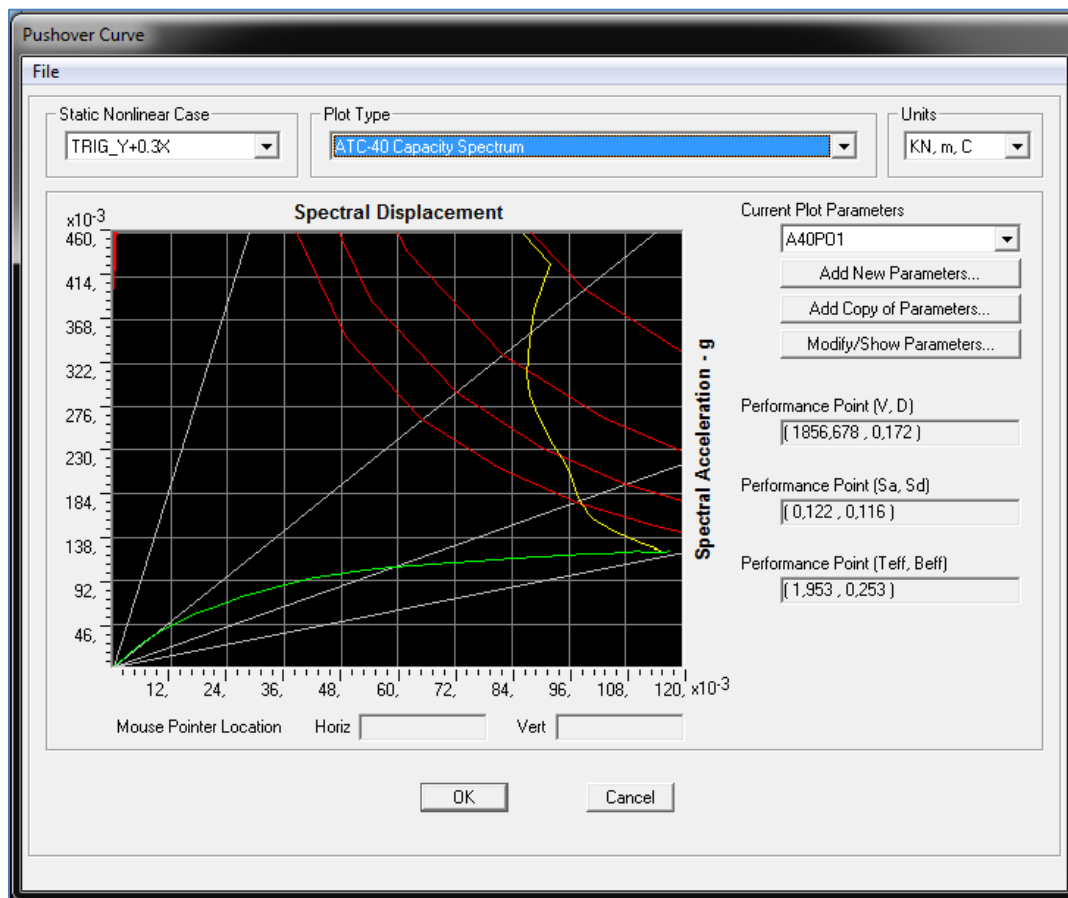 Pushover Curve
File
Static Nonlinear Case
TRIG_Y+0.3X
Plot Type
ATC-40 Capacity Spectrum
Units
KN, m, C
Spectral Displacement
x10-3
460,
414,
368,
322,
276,
230,
184,
138,
92,
46,
12, 24, 36, 48, 60, 72, 84, 96, 108, 120, x10-3
Spectral Acceleration - g
Mouse Pointer Location Horiz Vert
Current Plot Parameters
A40PO1
Add New Parameters...
Add Copy of Parameters...
Modify/Show Parameters...
Performance Point (V, D)
( 1856,678 , 0,172 )
Performance Point (Sa, Sd)
( 0,122 , 0,116 )
Performance Point (Teff, Beff)
( 1,953 , 0,253 )
OK Cancel